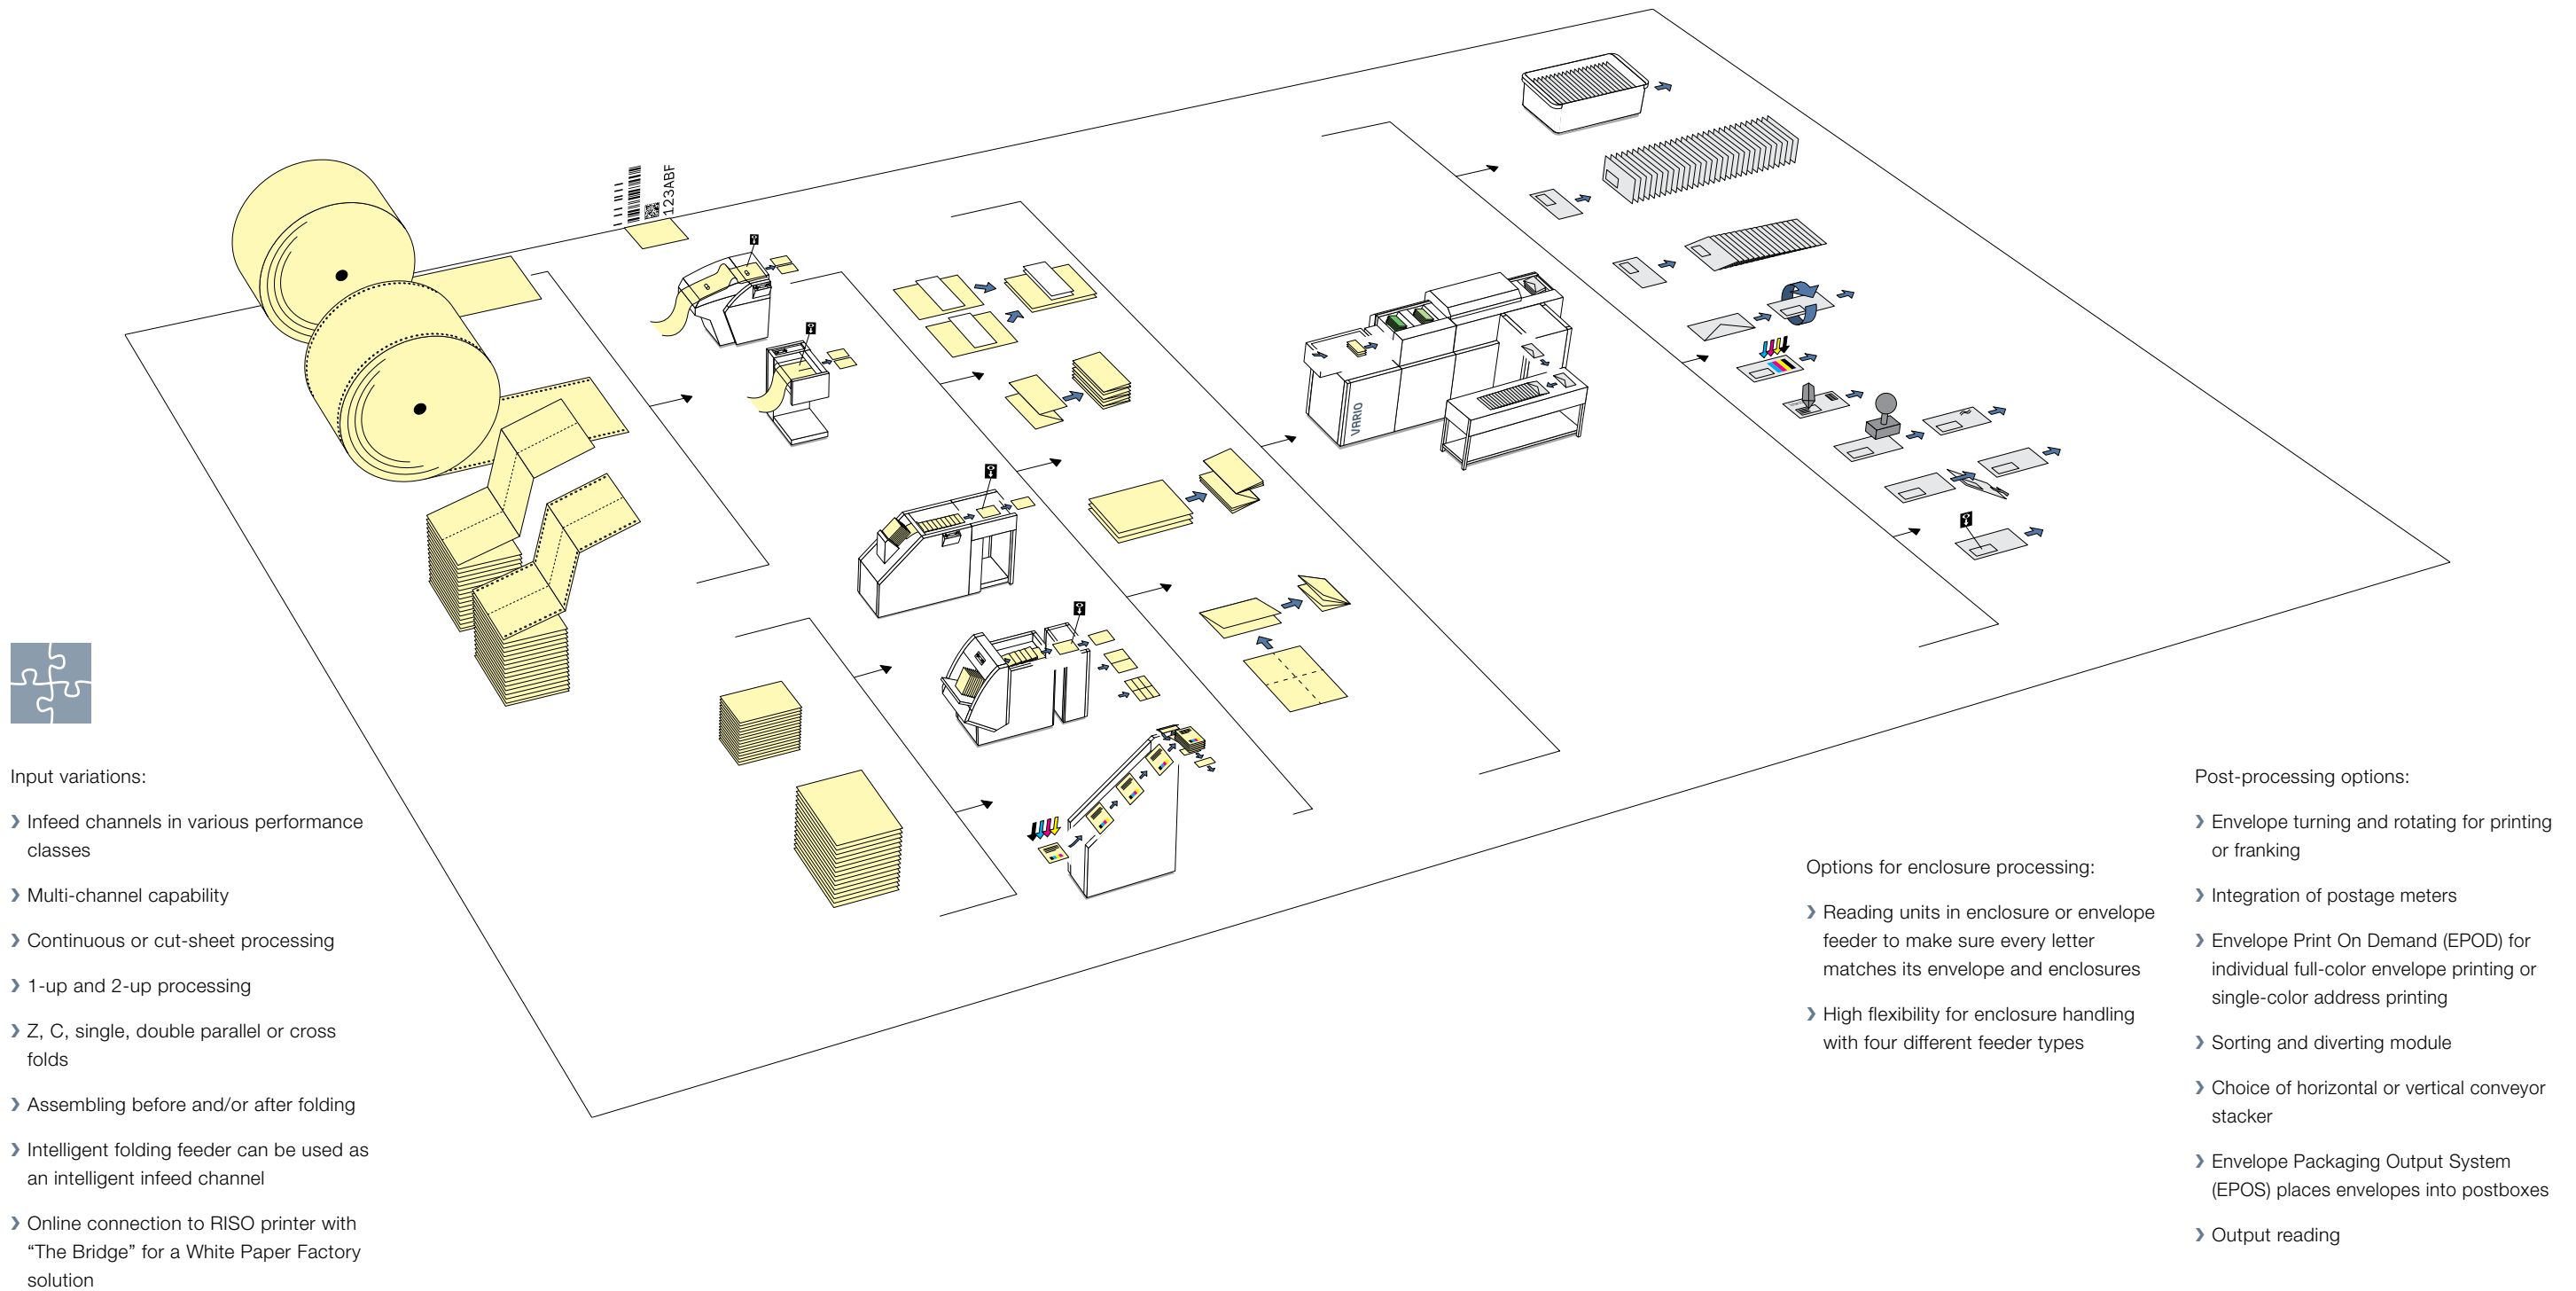 123ABF
VARIO
Input variations:
❯ Infeed channels in various performance
classes
❯ Multi-channel capability
❯ Continuous or cut-sheet processing
❯ 1-up and 2-up processing
❯ Z, C, single, double parallel or cross
folds
❯ Assembling before and/or after folding
❯ Intelligent folding feeder can be used as
an intelligent infeed channel
❯ Online connection to RISO printer with
“The Bridge” for a White Paper Factory
solution
Options for enclosure processing:
❯ Reading units in enclosure or envelope
feeder to make sure every letter
matches its envelope and enclosures
❯ High flexibility for enclosure handling
with four different feeder types
Post-processing options:
❯ Envelope turning and rotating for printing
or franking
❯ Integration of postage meters
❯ Envelope Print On Demand (EPOD) for
individual full-color envelope printing or
single-color address printing
❯ Sorting and diverting module
❯ Choice of horizontal or vertical conveyor
stacker
❯ Envelope Packaging Output System
(EPOS) places envelopes into postboxes
❯ Output reading